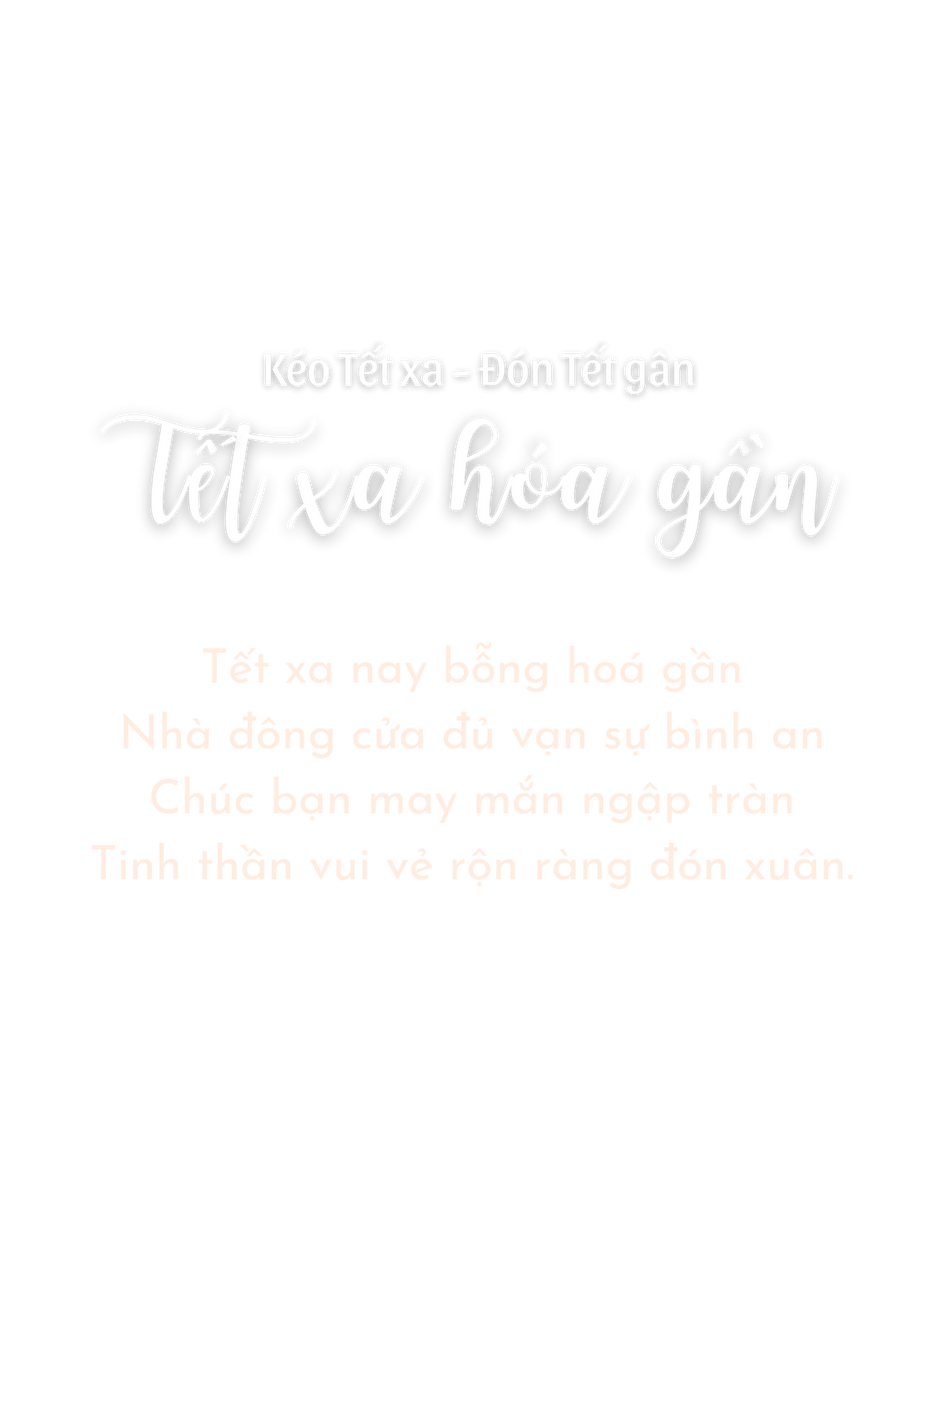 Kéo Tết xa - Đón Tết gần
Tết xa hóa gần
Tết xa nay bỗng hoá gần
Nhà đông cửa đủ vạn sự bình an
Chúc bạn may mắn ngập tràn
Tinh thần vui vẻ rộn ràng đón xuân.